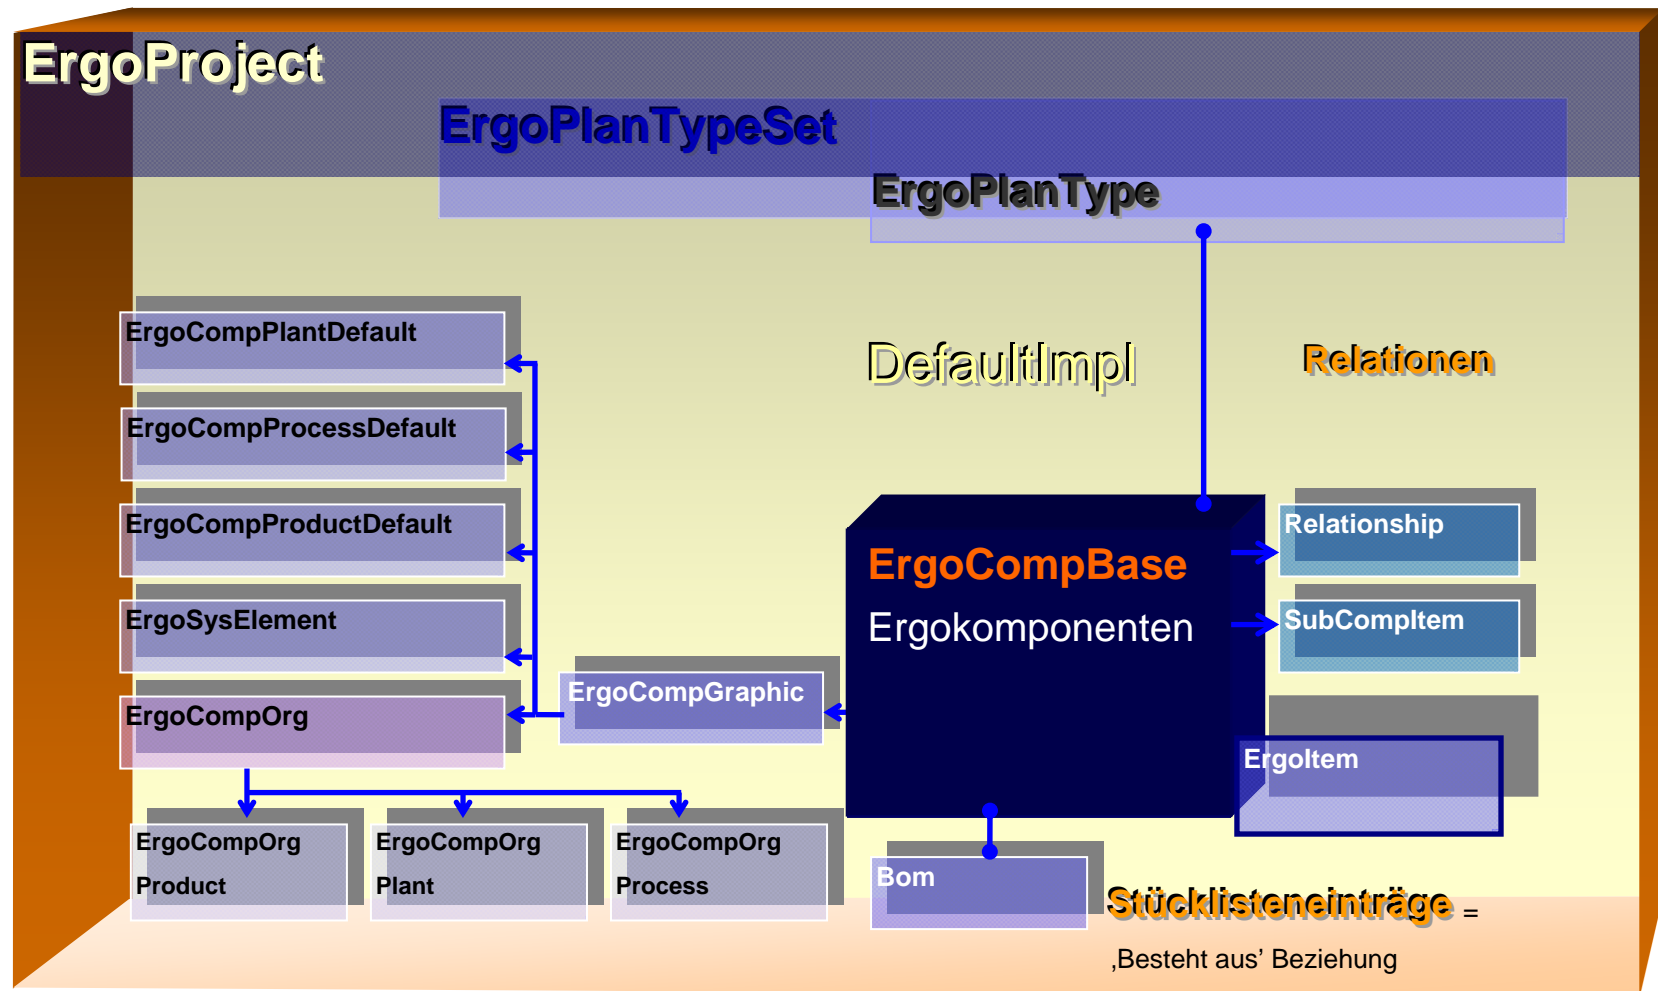 ErgoProject
ErgoPlanTypeSet
ErgoPlanType
ErgoCompPlantDefault
DefaultImpl
Relationen
ErgoCompProcessDefault
ErgoCompProductDefault
Relationship
ErgoCompBase
ErgoSysElement
Ergokomponenten
SubCompItem
ErgoCompGraphic
ErgoCompOrg
ErgoItem
ErgoCompOrg
Product
ErgoCompOrg
Plant
ErgoCompOrg
Process
Bom
Stücklisteneinträge =
‚Besteht aus’ Beziehung